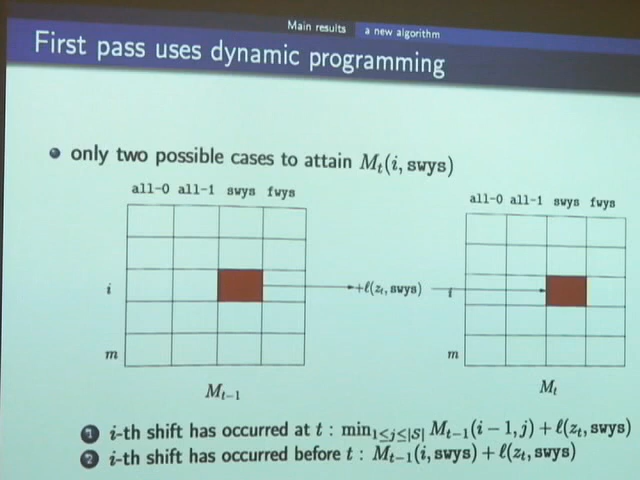 Main results a new algorithm
First pass uses dynamic programming
only two possible cases to attain M_t(i, swys)
all-0 all-1 swys fwys
all-0 all-1 swys fwys
i
+ℓ(z_t, swys)
i
m
m
M_{t−1}
M_t
1 i-th shift has occurred at t : min_{1≤j≤|S|} M_{t−1}(i − 1, j) + ℓ(z_t, swys)
2 i-th shift has occurred before t : M_{t−1}(i, swys) + ℓ(z_t, swys)